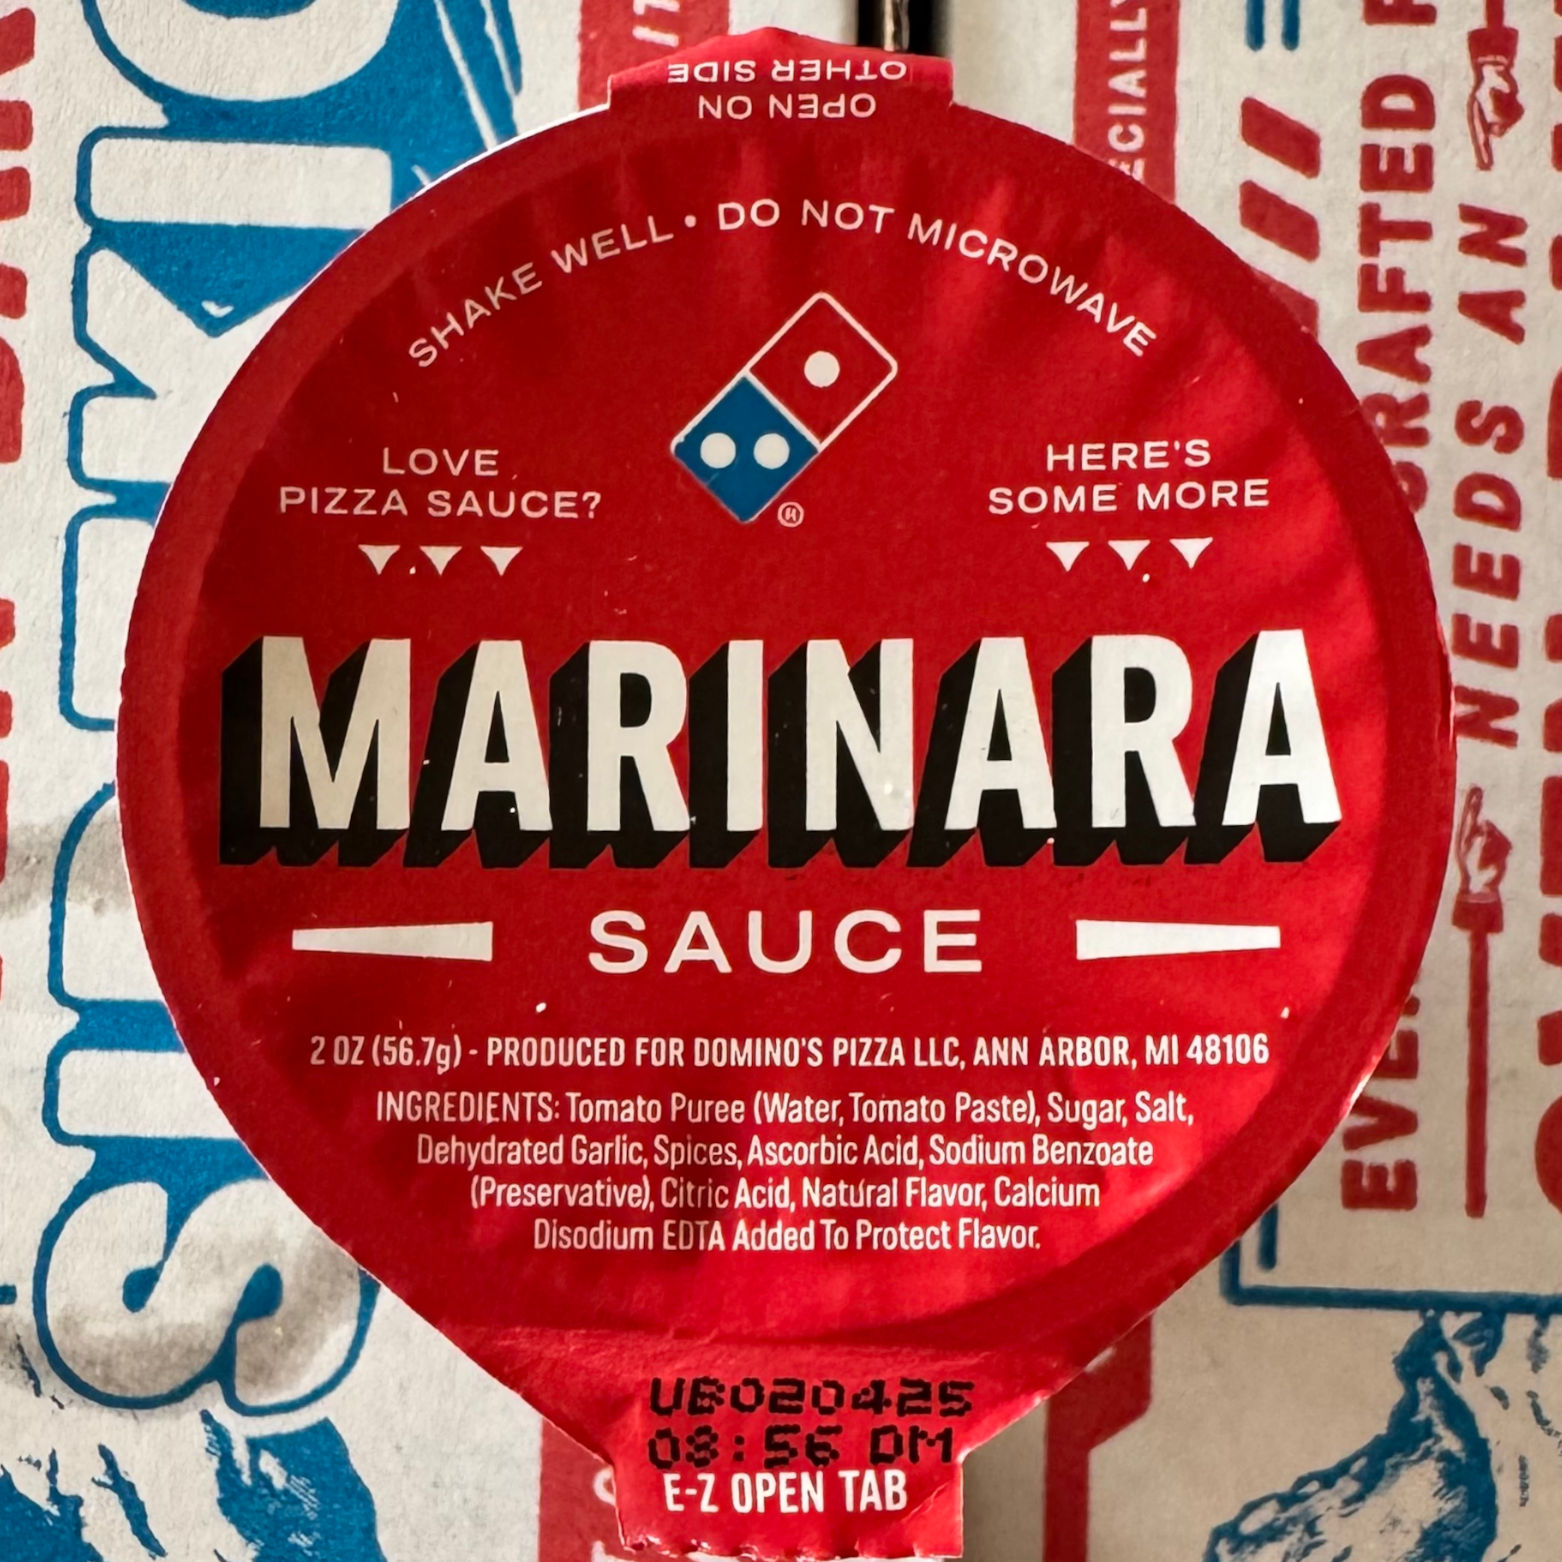 OPEN ON
OTHER SIDE
SHAKE WELL • DO NOT MICROWAVE
LOVE
PIZZA SAUCE?
HERE'S
SOME MORE
®
MARINARA
SAUCE
2 OZ (56.7g) - PRODUCED FOR DOMINO'S PIZZA LLC, ANN ARBOR, MI 48106
INGREDIENTS: Tomato Puree (Water, Tomato Paste), Sugar, Salt,
Dehydrated Garlic, Spices, Ascorbic Acid, Sodium Benzoate
(Preservative), Citric Acid, Natural Flavor, Calcium
Disodium EDTA Added To Protect Flavor.
UB020425
08:56 DM
E-Z OPEN TAB
NEEDS AN